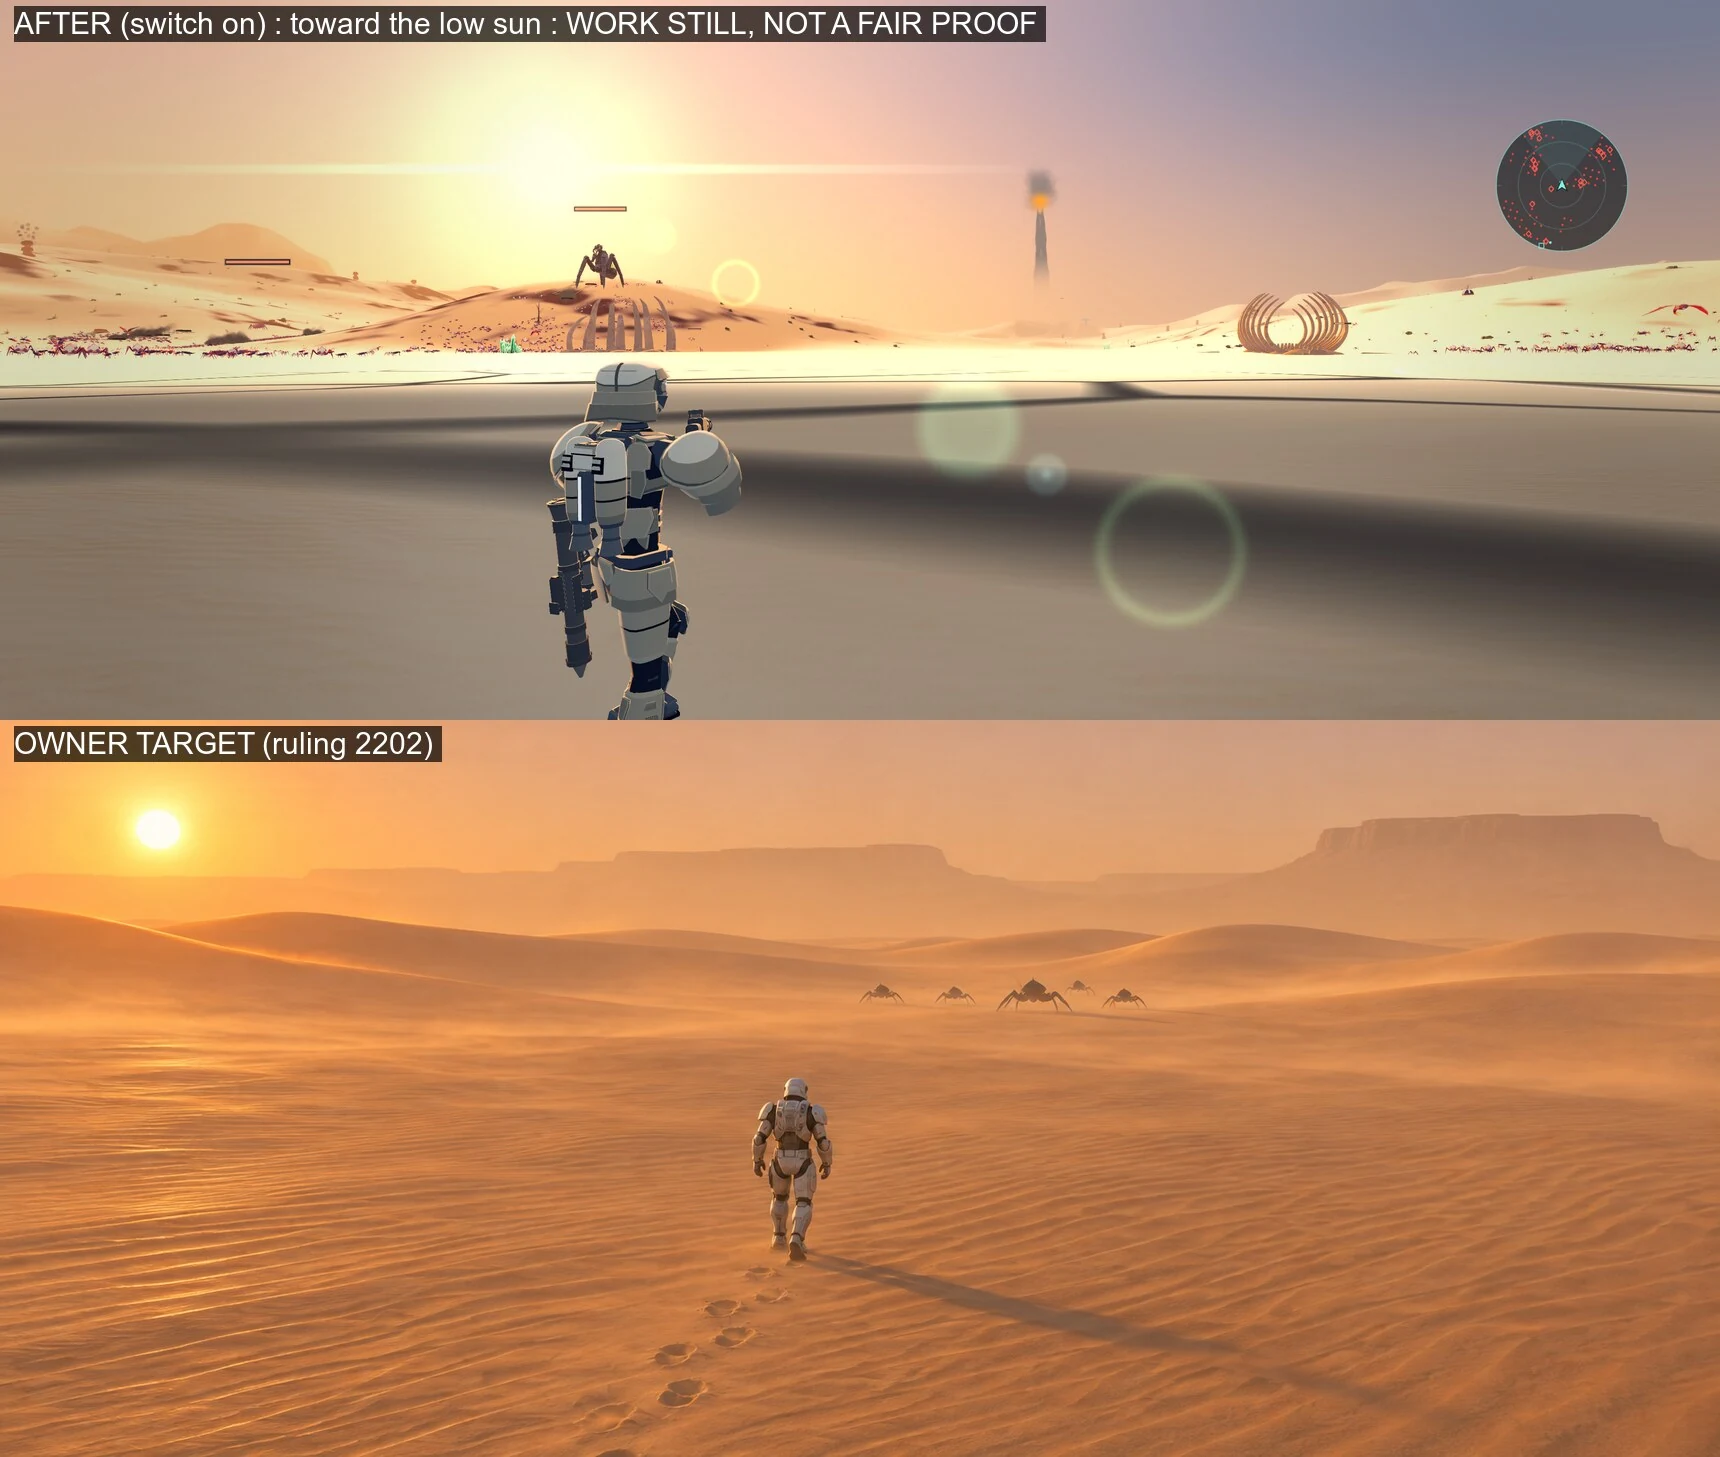 AFTER (switch on) : toward the low sun : WORK STILL, NOT A FAIR PROOF
OWNER TARGET (ruling 2202)